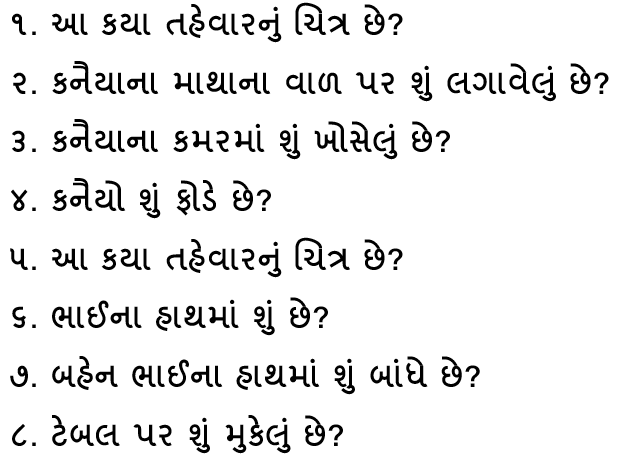 ૧. આ કયા તહેવારનું ચિત્ર છે?
૨. કનૈયાના માથાના વાળ પર શું લગાવેલું છે?
૩. કનૈયાના કમરમાં શું ખોસેલું છે?
૪. કનૈયો શું ફોડે છે?
૫. આ કયા તહેવારનું ચિત્ર છે?
૬. ભાઈના હાથમાં શું છે?
૭. બહેન ભાઈના હાથમાં શું બાંધે છે?
૮. ટેબલ પર શું મુકેલું છે?